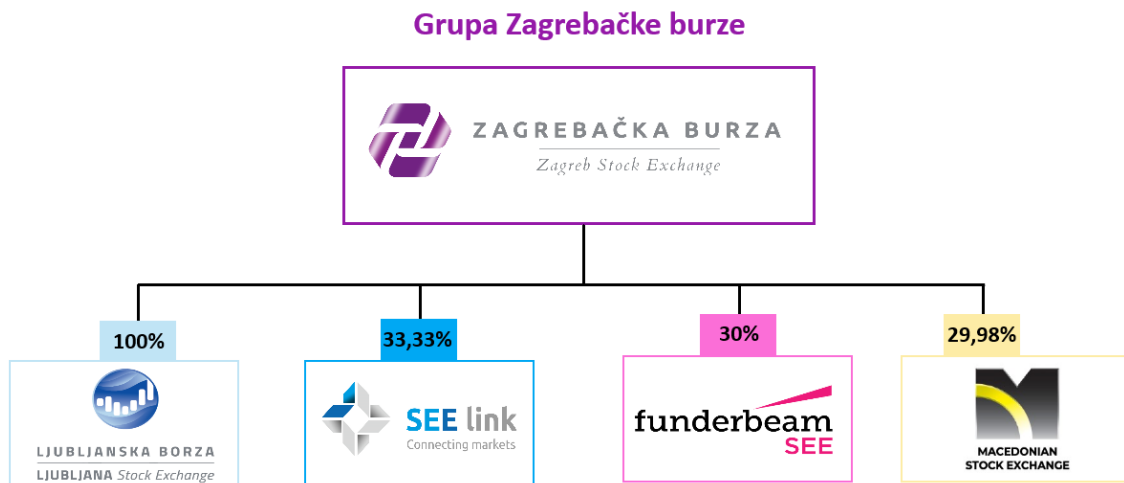 Grupa Zagrebačke burze
ZAGREBAČKA BURZA
Zagreb Stock Exchange
100%
33,33%
30%
29,98%
LJUBLJANSKA BORZA
LJUBLJANA Stock Exchange
SEE link
Connecting markets
funderbeam
SEE
MACEDONIAN
STOCK EXCHANGE